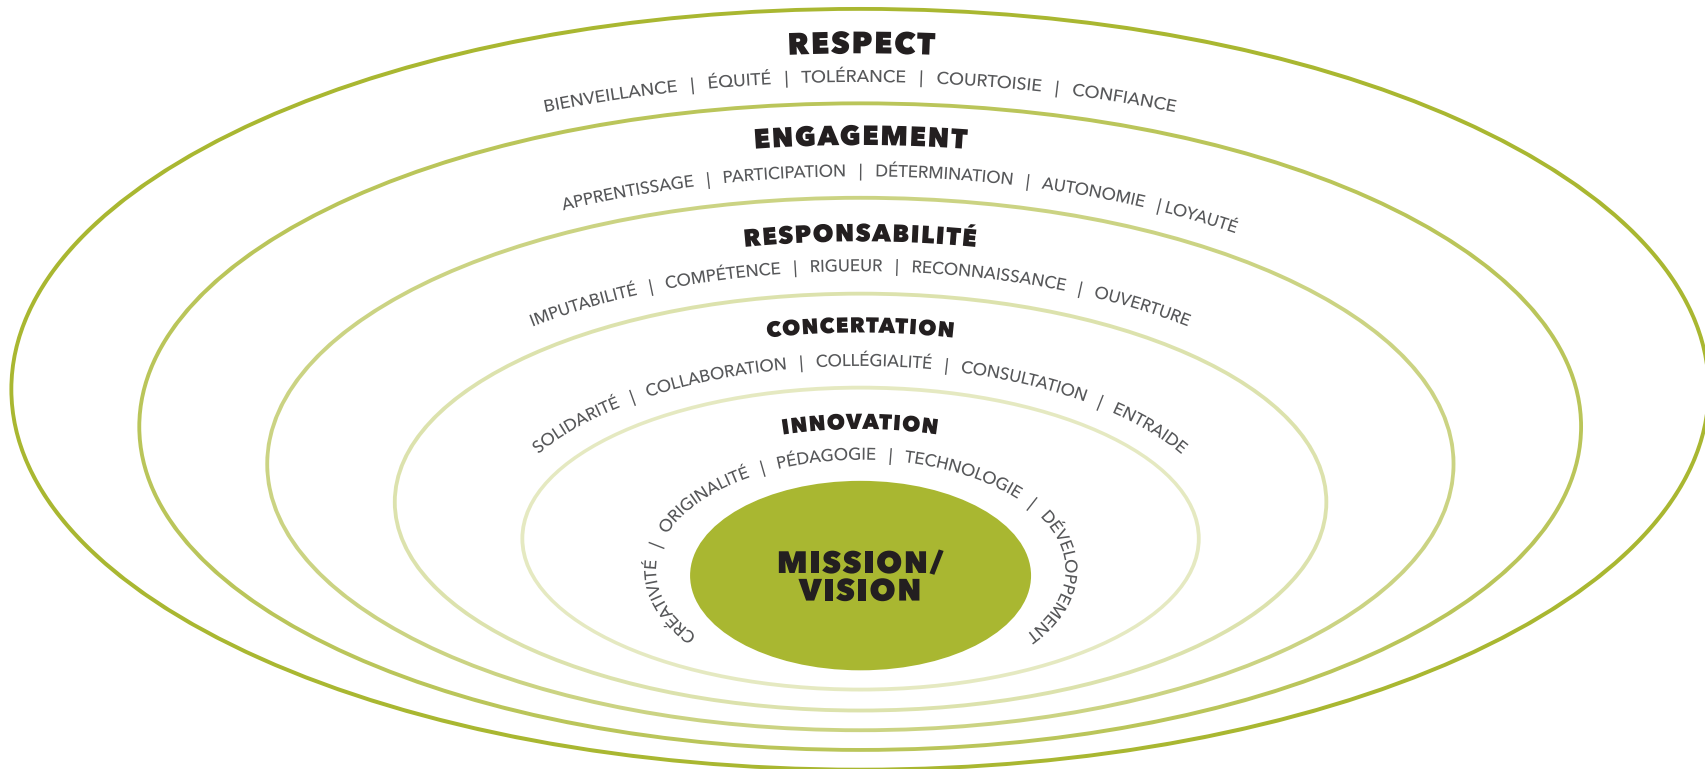 RESPECT
BIENVEILLANCE | ÉQUITÉ | TOLÉRANCE | COURTOISIE | CONFIANCE
ENGAGEMENT
APPRENTISSAGE | PARTICIPATION | DÉTERMINATION | AUTONOMIE | LOYAUTÉ
RESPONSABILITÉ
IMPUTABILITÉ | COMPÉTENCE | RIGUEUR | RECONNAISSANCE | OUVERTURE
CONCERTATION
SOLIDARITÉ | COLLABORATION | COLLÉGIALITÉ | CONSULTATION | ENTRAIDE
INNOVATION
CRÉATIVITÉ | ORIGINALITÉ | PÉDAGOGIE | TECHNOLOGIE | DÉVELOPPEMENT
MISSION/
VISION